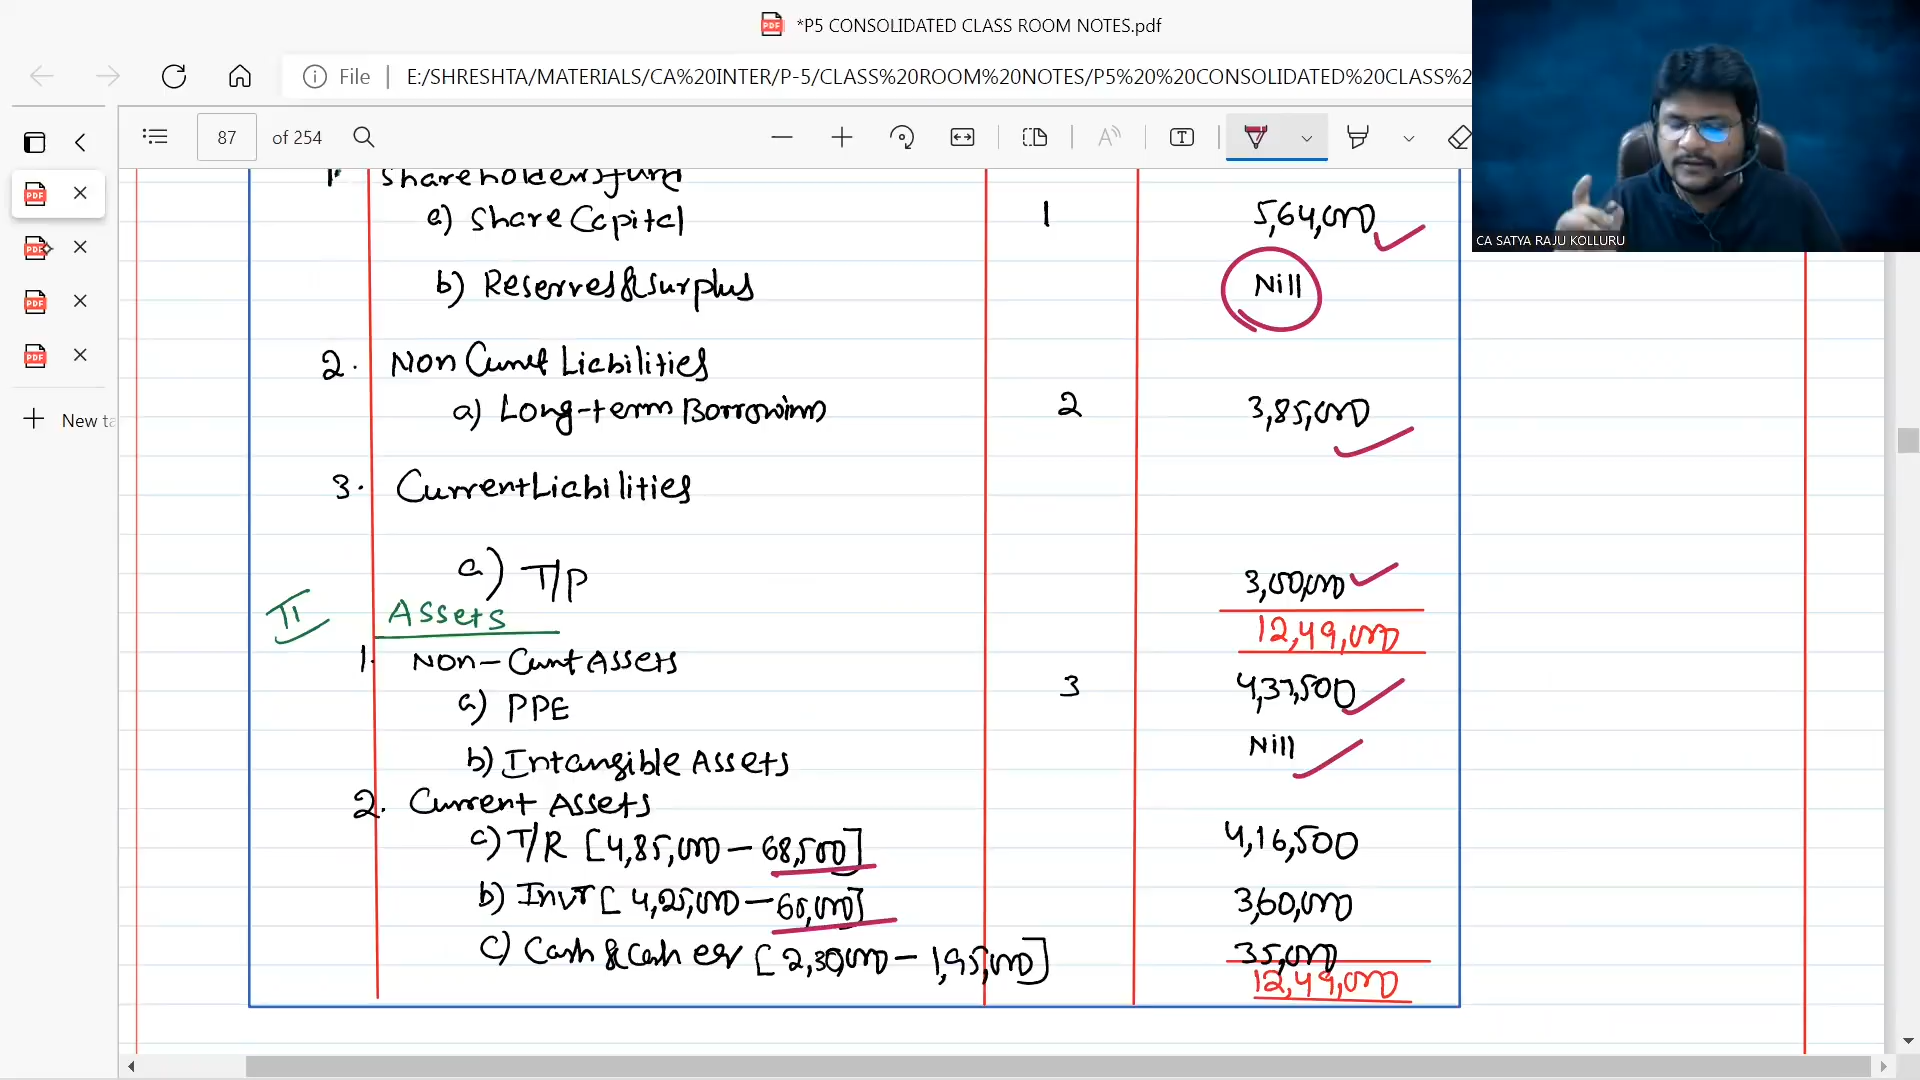 *P5 CONSOLIDATED CLASS ROOM NOTES.pdf
File
E:/SHRESHTA/MATERIALS/CA%20INTER/P-5/CLASS%20ROOM%20NOTES/P5%20%20CONSOLIDATED%20CLASS%2
87 of 254
New ta
CA SATYA RAJU KOLLURU
1. Shareholders fund
a) Share Capital 1 5,64,000
b) Reserves & surplus Nill
2. Non Curnt Liabilities
a) Long-term Borrowing 2 3,85,000
3. Current Liabilities
a) T/P 3,00,000
12,49,000
II Assets
1. Non-Curnt Assets
a) PPE 3 4,37,500
b) Intangible Assets Nill
2. Current Assets
a) T/R [4,85,000 - 68,500] 4,16,500
b) Invt [4,25,000 - 65,000] 3,60,000
c) Cash & Cash eqv [2,30,000 - 1,95,000] 35,000
12,49,000